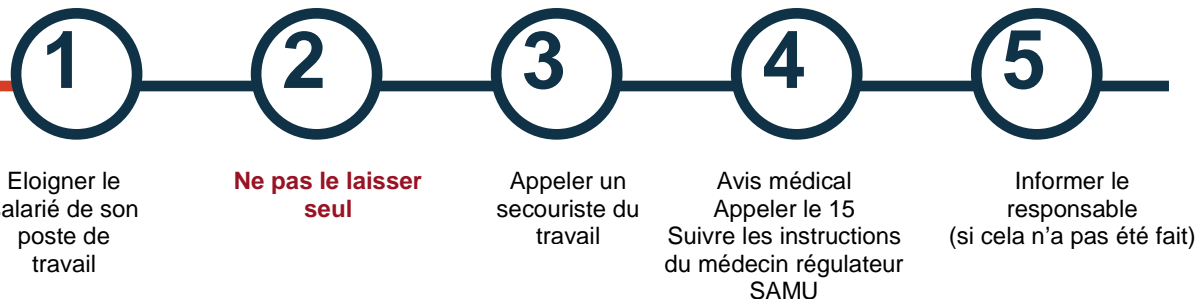 1
2
3
4
5
Eloigner le
salarié de son
poste de
travail
Ne pas le laisser
seul
Appeler un
secouriste du
travail
Avis médical
Appeler le 15
Suivre les instructions
du médecin régulateur
SAMU
Informer le
responsable
(si cela n'a pas été fait)